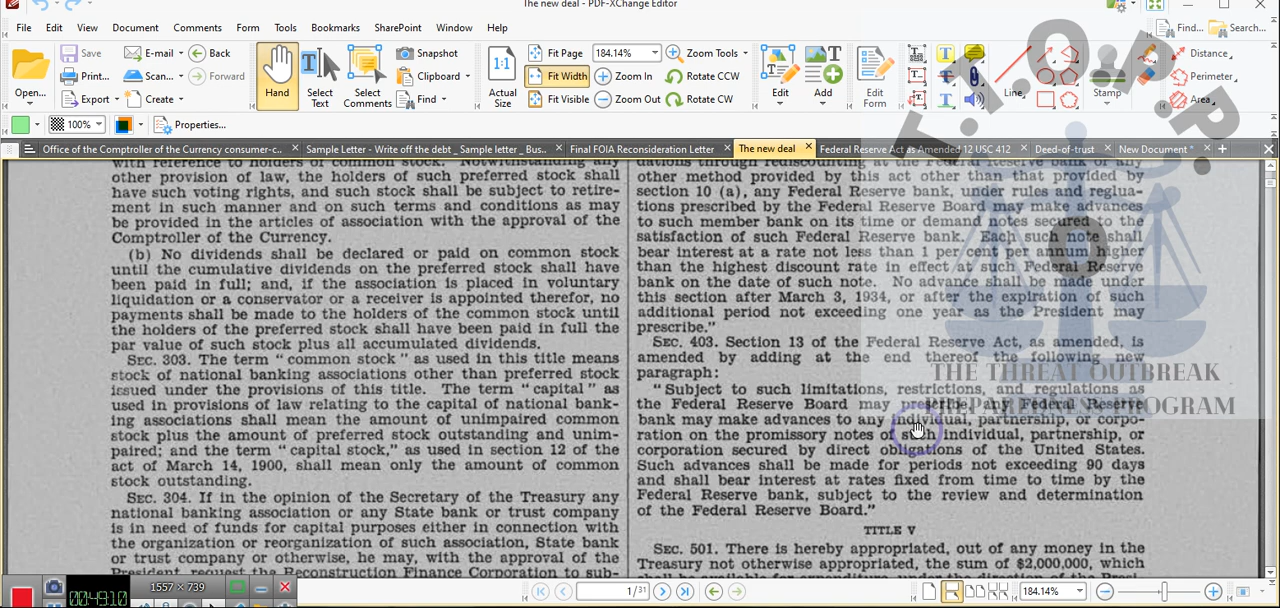 The new deal - PDF-XChange Editor
File Edit View Document Comments Form Tools Bookmarks SharePoint Window Help Find... Search...
Open... Save Print... Export E-mail Scan... Create Back Forward Hand Select Text Select Comments Snapshot Clipboard Find Actual Size Fit Page Fit Width Fit Visible 184.14% Zoom In Zoom Out Zoom Tools Rotate CCW Rotate CW Edit Add Edit Form Line Stamp Distance Perimeter Area
100% Properties...
T.T.O.P.P.
Office of the Comptroller of the Currency consumer-c... Sample Letter - Write off the debt _ Sample letter _ Bus... Final FOIA Reconsideration Letter The new deal Federal Reserve Act as Amended 12 USC 412 Deed-of-trust New Document *
with reference to holders of common stock. Notwithstanding any
other provision of law, the holders of such preferred stock shall
have such voting rights, and such stock shall be subject to retire-
ment in such manner and on such terms and conditions as may
be provided in the articles of association with the approval of the
Comptroller of the Currency.
(b) No dividends shall be declared or paid on common stock
until the cumulative dividends on the preferred stock shall have
been paid in full; and, if the association is placed in voluntary
liquidation or a conservator or a receiver is appointed therefor, no
payments shall be made to the holders of the common stock until
the holders of the preferred stock shall have been paid in full the
par value of such stock plus all accumulated dividends.
SEC. 303. The term " common stock " as used in this title means
stock of national banking associations other than preferred stock
issued under the provisions of this title. The term " capital " as
used in provisions of law relating to the capital of national bank-
ing associations shall mean the amount of unimpaired common
stock plus the amount of preferred stock outstanding and unim-
paired; and the term " capital stock," as used in section 12 of the
act of March 14, 1900, shall mean only the amount of common
stock outstanding.
SEC. 304. If in the opinion of the Secretary of the Treasury any
national banking association or any State bank or trust company
is in need of funds for capital purposes either in connection with
the organization or reorganization of such association, State bank
or trust company or otherwise, he may, with the approval of the
President, request the Reconstruction Finance Corporation to sub-
dations through rediscounting at the Federal Reserve bank or any
other method provided by this act other than that provided by
section 10 (a), any Federal Reserve bank, under rules and regula-
tions prescribed by the Federal Reserve Board may make advances
to such member bank on its time or demand notes secured to the
satisfaction of such Federal Reserve bank. Each such note shall
bear interest at a rate not less than 1 per cent per annum higher
than the highest discount rate in effect at such Federal Reserve
bank on the date of such note. No advance shall be made under
this section after March 3, 1934, or after the expiration of such
additional period not exceeding one year as the President may
prescribe."
SEC. 403. Section 13 of the Federal Reserve Act, as amended, is
amended by adding at the end thereof the following new
paragraph:
"Subject to such limitations, restrictions, and regulations as
the Federal Reserve Board may prescribe, any Federal Reserve
bank may make advances to any individual, partnership, or corpo-
ration on the promissory notes of such individual, partnership, or
corporation secured by direct obligations of the United States.
Such advances shall be made for periods not exceeding 90 days
and shall bear interest at rates fixed from time to time by the
Federal Reserve bank, subject to the review and determination
of the Federal Reserve Board."
TITLE V
SEC. 501. There is hereby appropriated, out of any money in the
Treasury not otherwise appropriated, the sum of $2,000,000, which
THE THREAT OUTBREAK
PREPAREDNESS PROGRAM
1557 × 739
00:49:10
1/31
184.14%